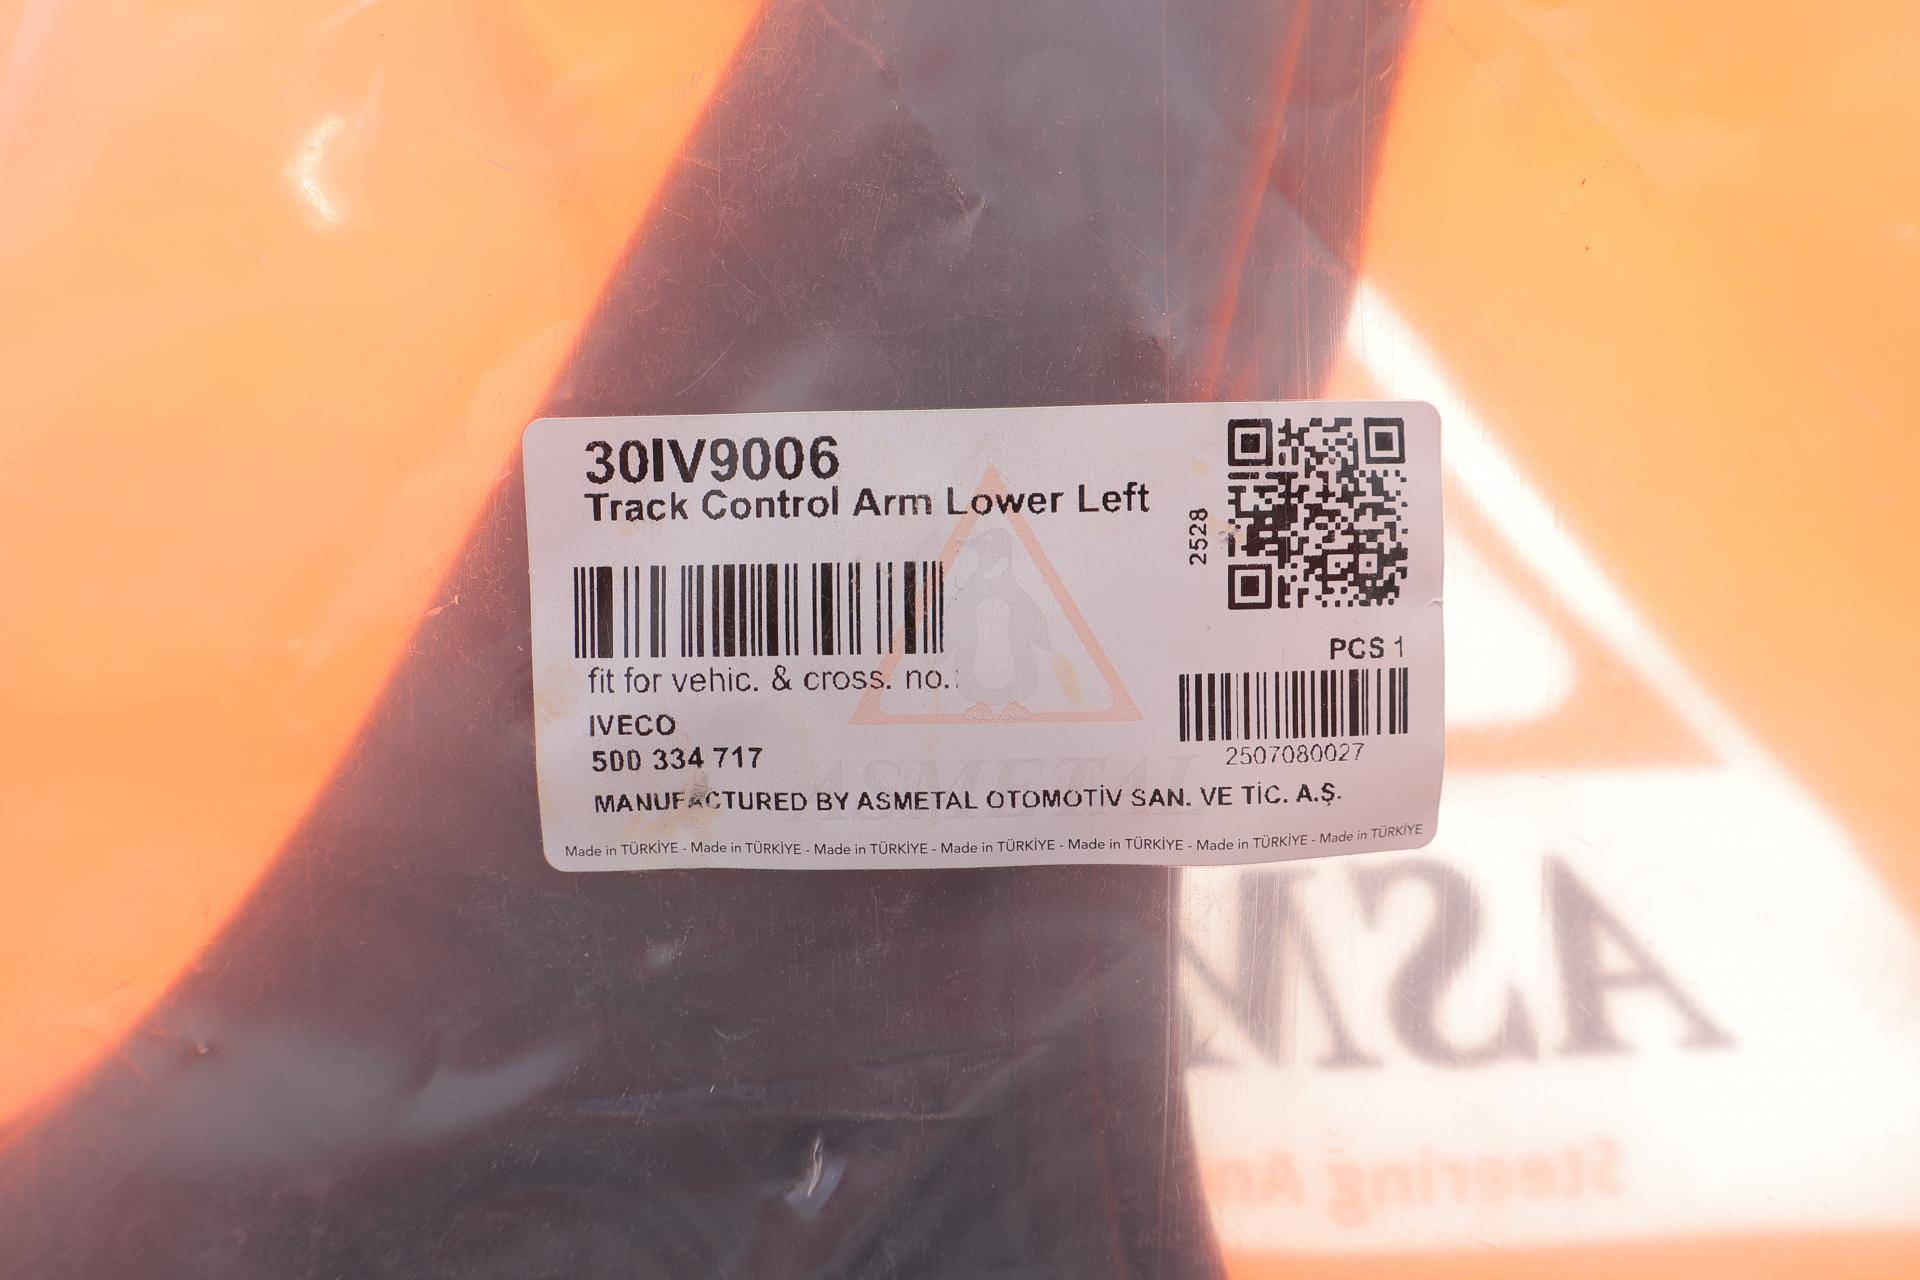 30IV9006
Track Control Arm Lower Left
2528
fit for vehic. & cross. no.:
PCS 1
IVECO
500 334 717
2507080027
ASMETAL
MANUFACTURED BY ASMETAL OTOMOTİV SAN. VE TİC. A.Ş.
Made in TÜRKİYE - Made in TÜRKİYE - Made in TÜRKİYE - Made in TÜRKİYE - Made in TÜRKİYE - Made in TÜRKİYE - Made in TÜRKİYE
ASM
Steering An